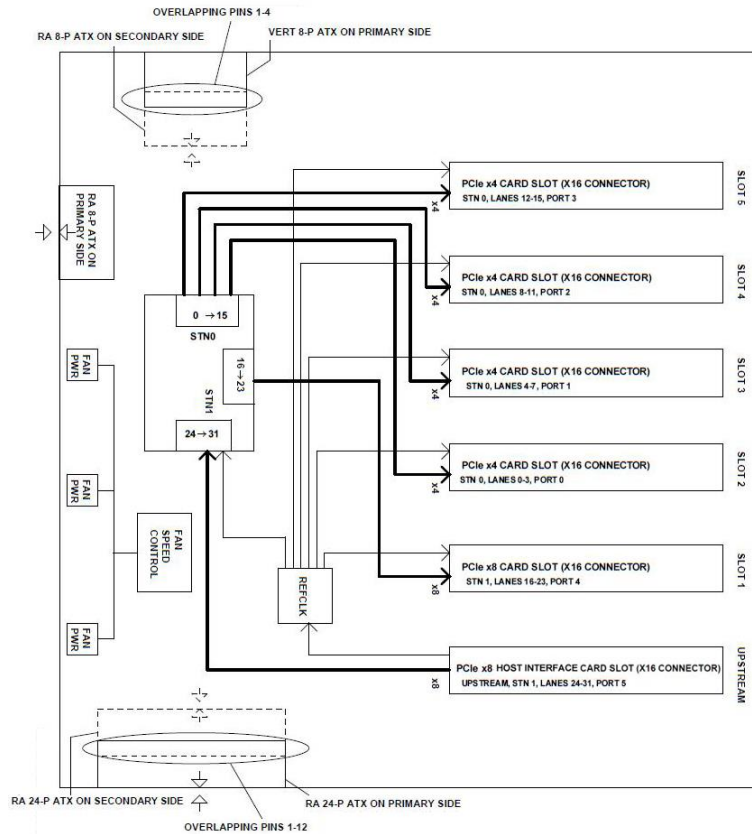 OVERLAPPING PINS 1-4
RA 8-P ATX ON SECONDARY SIDE
VERT 8-P ATX ON PRIMARY SIDE
RA 8-P ATX ON
PRIMARY SIDE
PCIe x4 CARD SLOT (X16 CONNECTOR)
STN 0, LANES 12-15, PORT 3
x4
SLOT 5
PCIe x4 CARD SLOT (X16 CONNECTOR)
STN 0, LANES 8-11, PORT 2
x4
SLOT 4
0 →15
STN0
16→23
STN1
24→31
PCIe x4 CARD SLOT (X16 CONNECTOR)
STN 0, LANES 4-7, PORT 1
x4
SLOT 3
FAN
PWR
PCIe x4 CARD SLOT (X16 CONNECTOR)
STN 0, LANES 0-3, PORT 0
x4
SLOT 2
FAN
PWR
FAN
SPEED
CONTROL
REFCLK
PCIe x8 CARD SLOT (X16 CONNECTOR)
STN 1, LANES 16-23, PORT 4
x8
SLOT 1
FAN
PWR
PCIe x8 HOST INTERFACE CARD SLOT (X16 CONNECTOR)
UPSTREAM, STN 1, LANES 24-31, PORT 5
x8
UPSTREAM
RA 24-P ATX ON SECONDARY SIDE
RA 24-P ATX ON PRIMARY SIDE
OVERLAPPING PINS 1-12